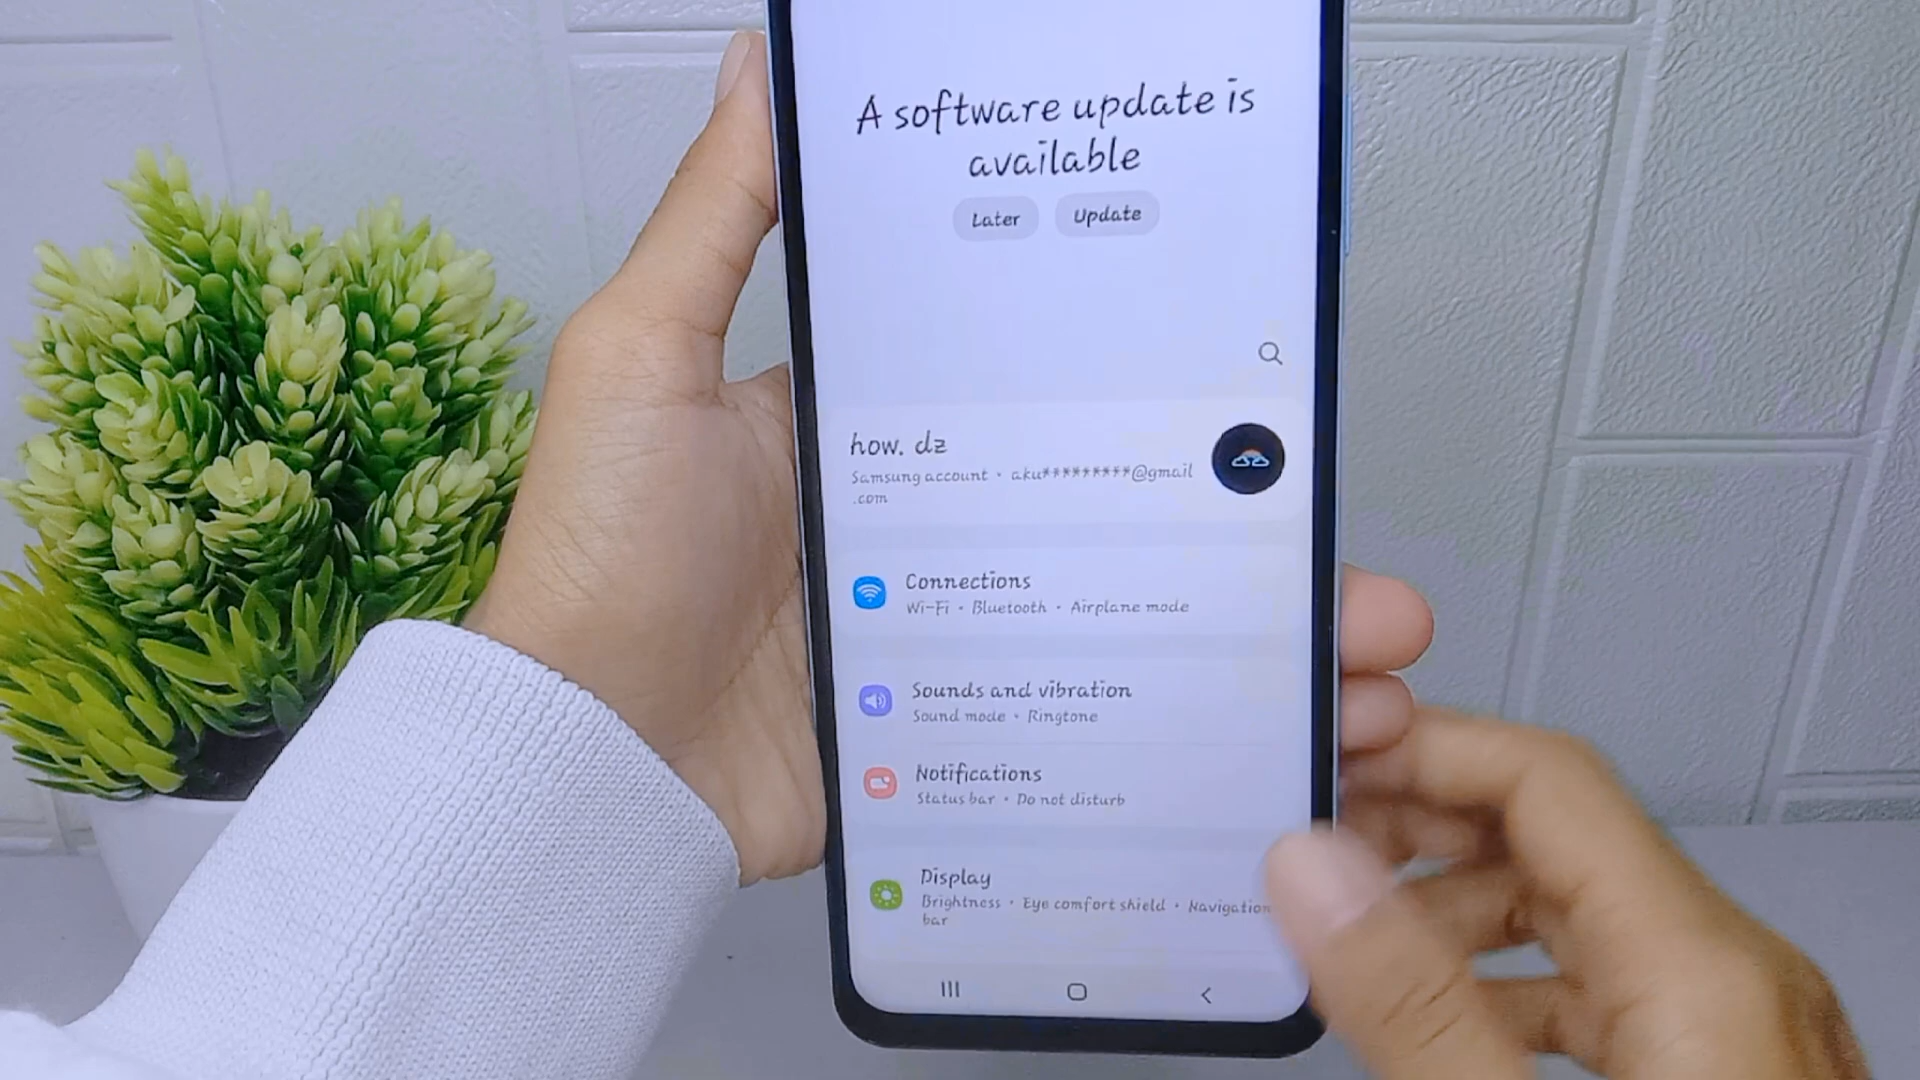 A software update is
available
Later
Update
how. dz
Samsung account • aku*********@gmail
.com
Connections
Wi-Fi • Bluetooth • Airplane mode
Sounds and vibration
Sound mode • Ringtone
Notifications
Status bar • Do not disturb
Display
Brightness • Eye comfort shield • Navigation
bar